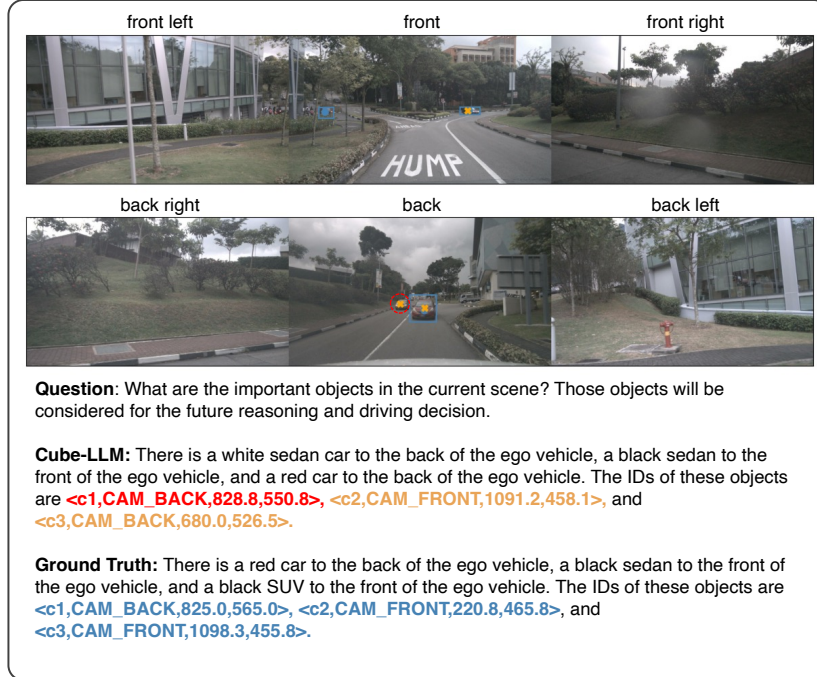 front left
front
front right
HUMP
back right
back
back left
Question: What are the important objects in the current scene? Those objects will be
considered for the future reasoning and driving decision.
Cube-LLM: There is a white sedan car to the back of the ego vehicle, a black sedan to the
front of the ego vehicle, and a red car to the back of the ego vehicle. The IDs of these objects
are <c1,CAM_BACK,828.8,550.8>, <c2,CAM_FRONT,1091.2,458.1>, and
<c3,CAM_BACK,680.0,526.5>.
Ground Truth: There is a red car to the back of the ego vehicle, a black sedan to the front of
the ego vehicle, and a black SUV to the front of the ego vehicle. The IDs of these objects are
<c1,CAM_BACK,825.0,565.0>, <c2,CAM_FRONT,220.8,465.8>, and
<c3,CAM_FRONT,1098.3,455.8>.